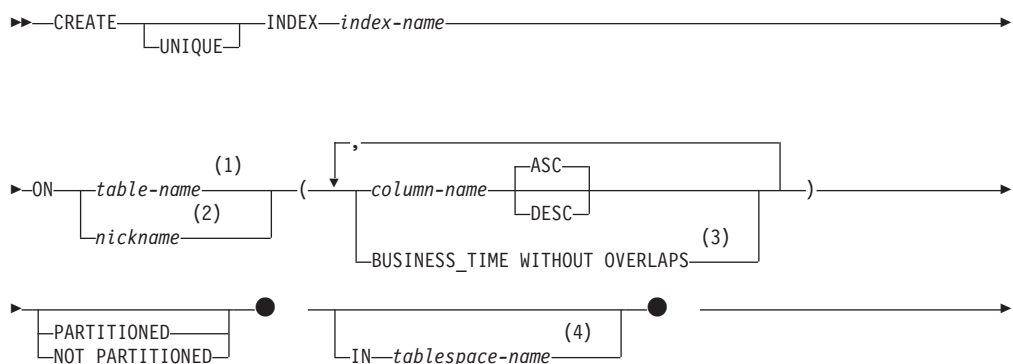 CREATE INDEX index-name
UNIQUE
,
(1) ASC
ON table-name ( column-name )
(2) DESC
nickname (3)
BUSINESS_TIME WITHOUT OVERLAPS
PARTITIONED (4)
NOT PARTITIONED IN tablespace-name